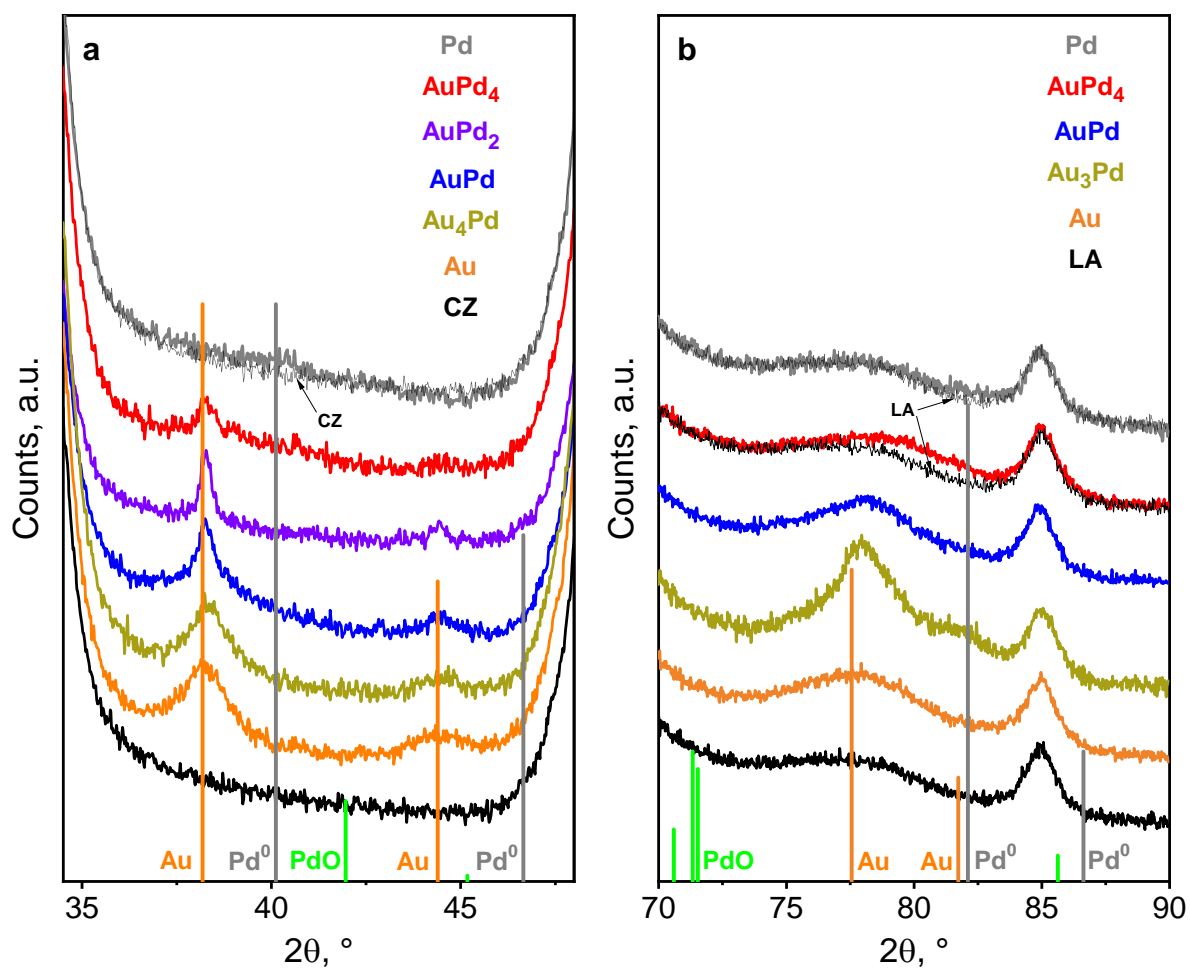 a
Pd
AuPd4
AuPd2
AuPd
Au4Pd
Au
CZ
CZ
Au
Pd0
PdO
Au
Pd0
35
40
45
2θ, °
Counts, a.u.
b
Pd
AuPd4
AuPd
Au3Pd
Au
LA
LA
PdO
Au
Au
Pd0
Pd0
70
75
80
85
90
2θ, °
Counts, a.u.